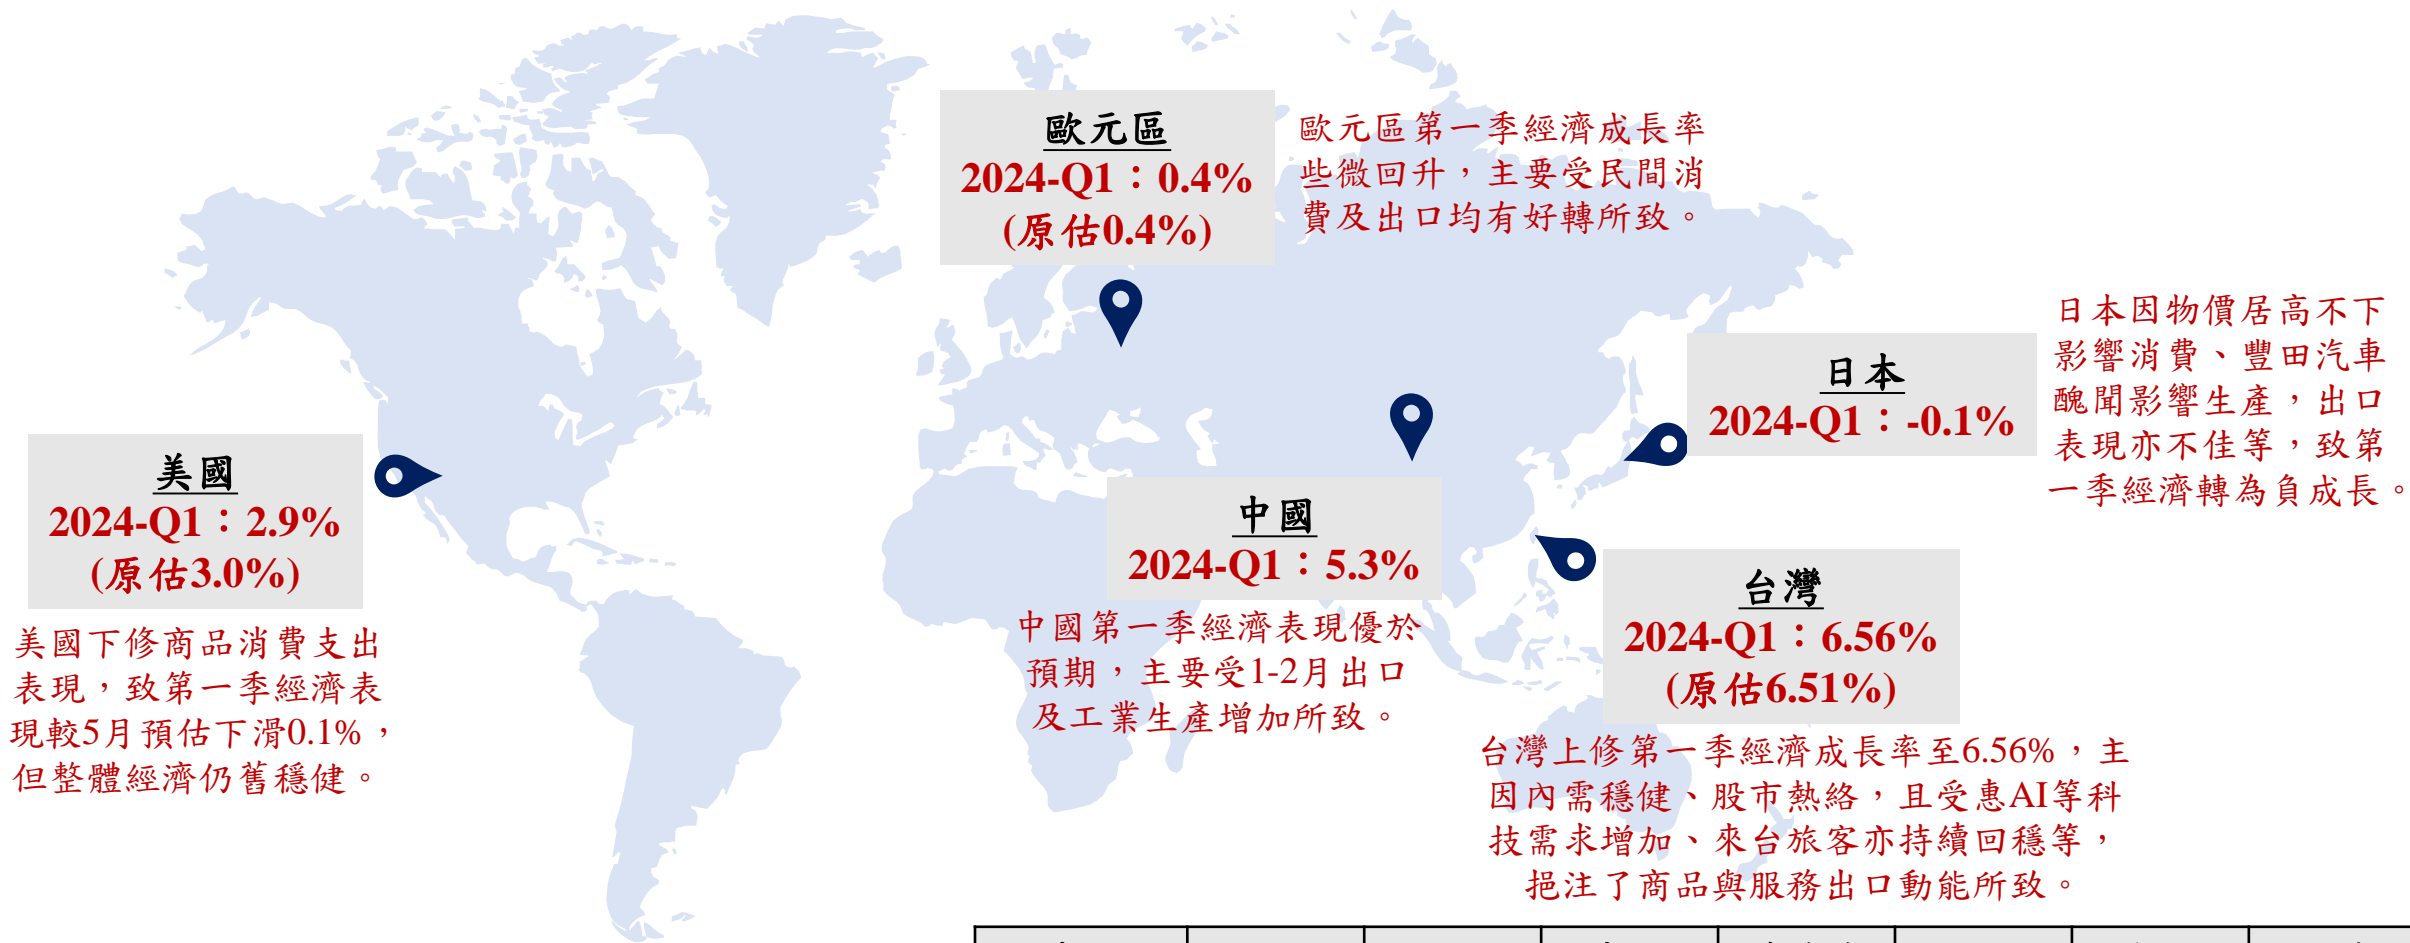 歐元區
2024-Q1：0.4%
(原估0.4%)
歐元區第一季經濟成長率
些微回升，主要受民間消
費及出口均有好轉所致。
日本
2024-Q1：-0.1%
日本因物價居高不下
影響消費、豐田汽車
醜聞影響生產，出口
表現亦不佳等，致第
一季經濟轉為負成長。
美國
2024-Q1：2.9%
(原估3.0%)
美國下修商品消費支出
表現，致第一季經濟表
現較5月預估下滑0.1%，
但整體經濟仍舊穩健。
中國
2024-Q1：5.3%
中國第一季經濟表現優於
預期，主要受1-2月出口
及工業生產增加所致。
台灣
2024-Q1：6.56%
(原估6.51%)
台灣上修第一季經濟成長率至6.56%，主
因內需穩健、股市熱絡，且受惠AI等科
技需求增加、來台旅客亦持續回穩等，
挹注了商品與服務出口動能所致。